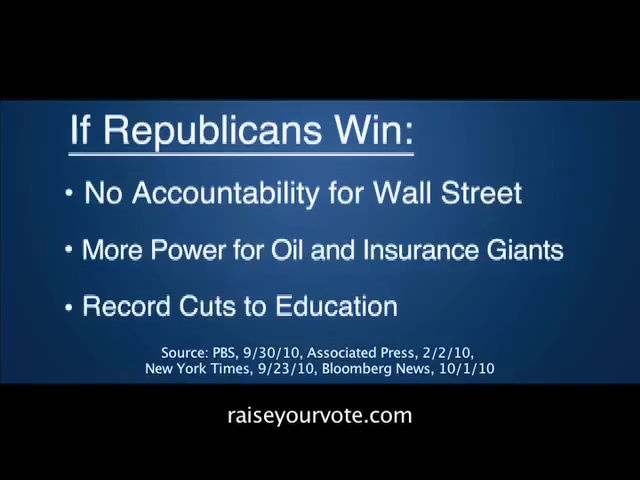 If Republicans Win:
• No Accountability for Wall Street
• More Power for Oil and Insurance Giants
• Record Cuts to Education
Source: PBS, 9/30/10, Associated Press, 2/2/10,
New York Times, 9/23/10, Bloomberg News, 10/1/10
raiseyourvote.com